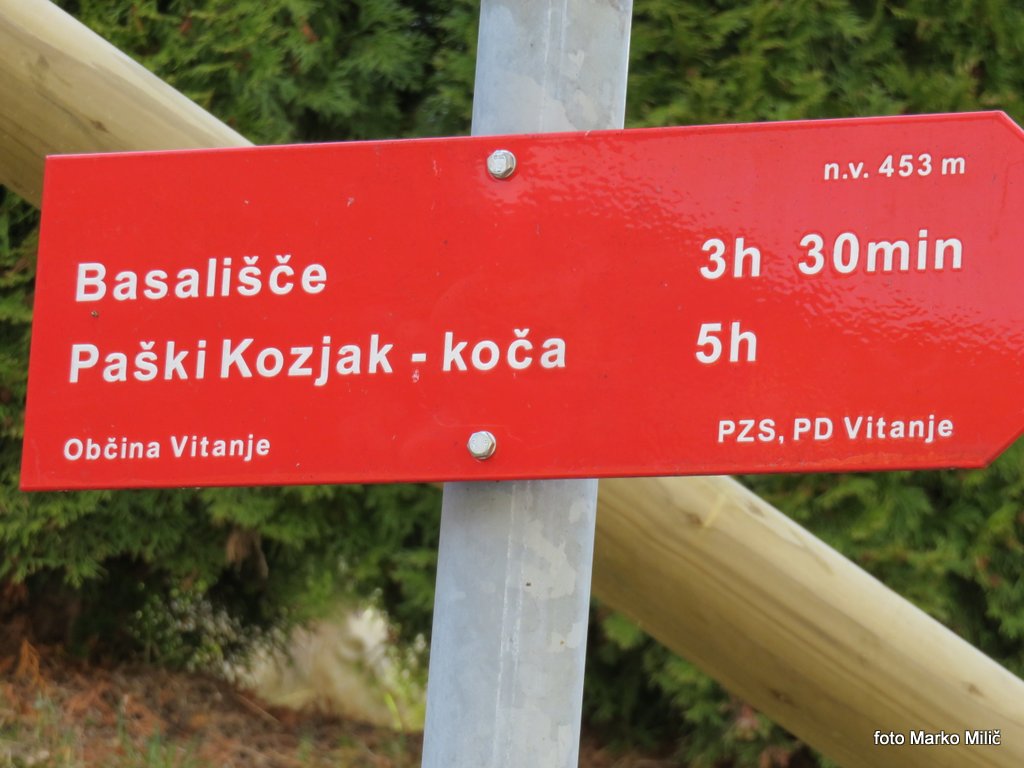 n.v. 453 m
Basališče 3h 30min
Paški Kozjak - koča 5h
Občina Vitanje PZS, PD Vitanje
foto Marko Milič